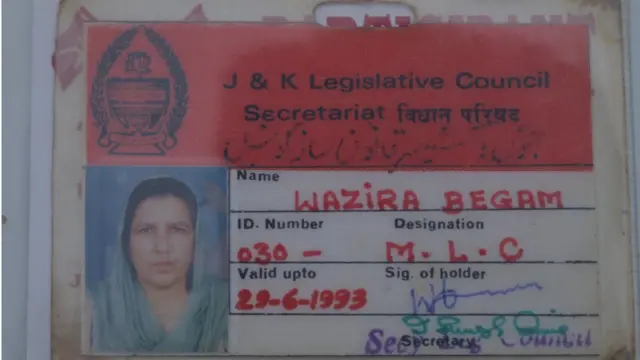 PARTICIPANT
J & K Legislative Council
Secretariat विधान परिषद
Name
WAZIRA BEGAM
ID. Number Designation
030 - M. L. C
Valid upto Sig. of holder
29-6-1993
Secretary